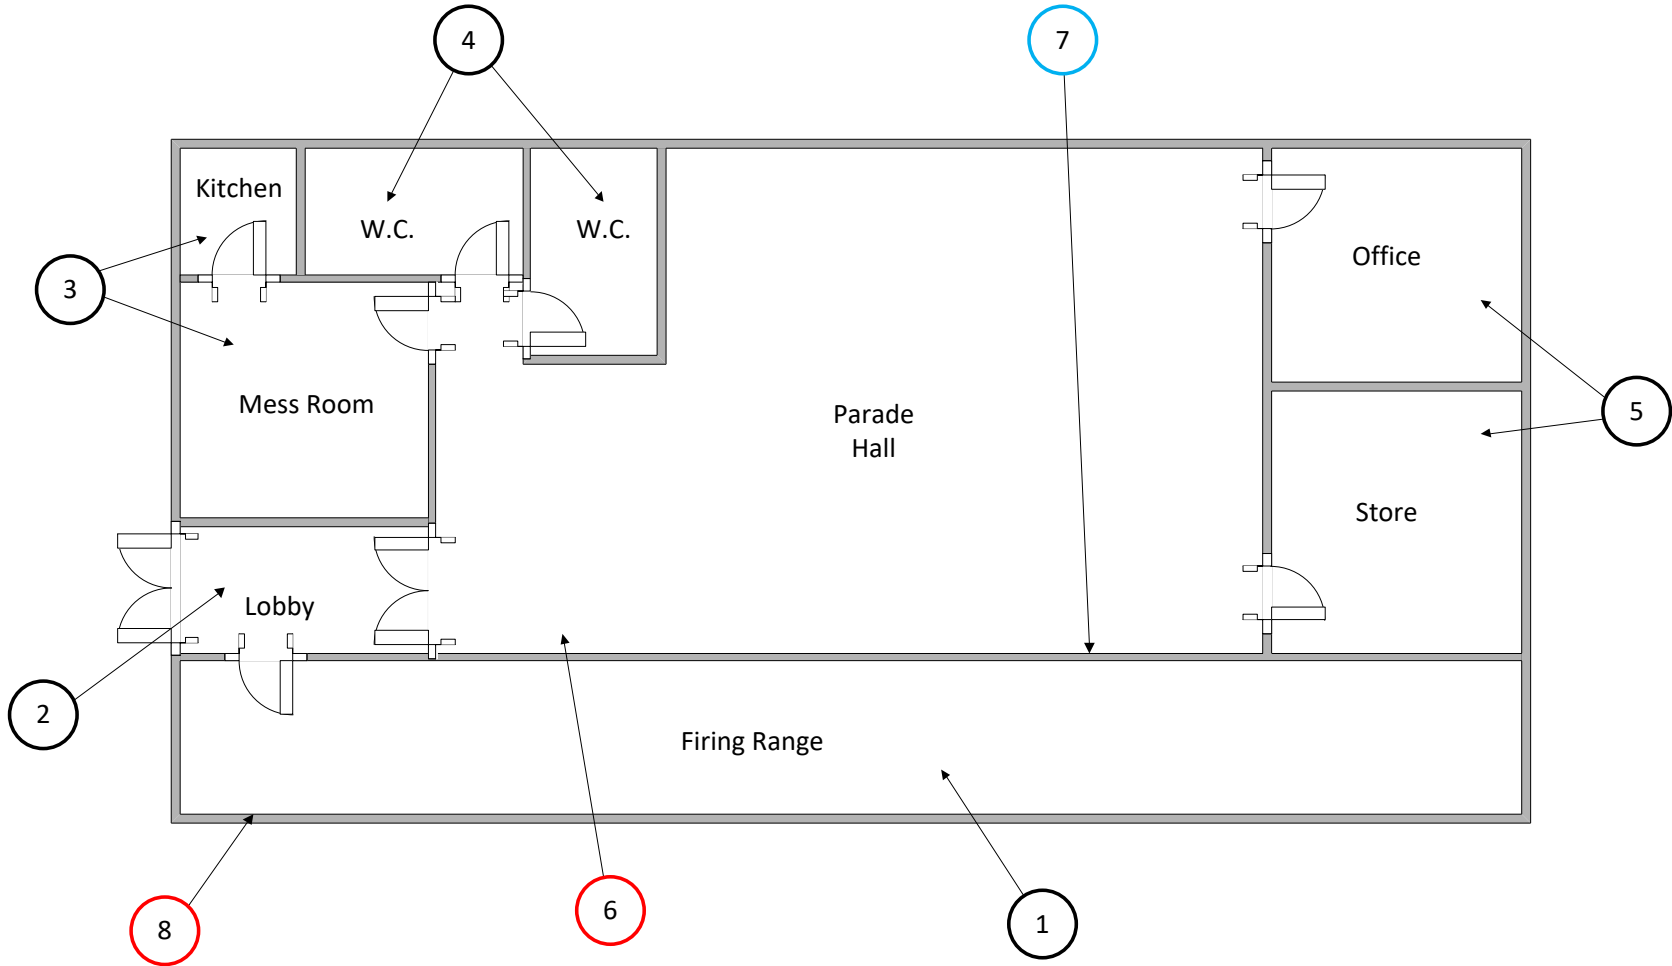 4
7
Kitchen
W.C.
W.C.
Office
3
Mess Room
Parade
Hall
5
Store
Lobby
2
Firing Range
8
6
1